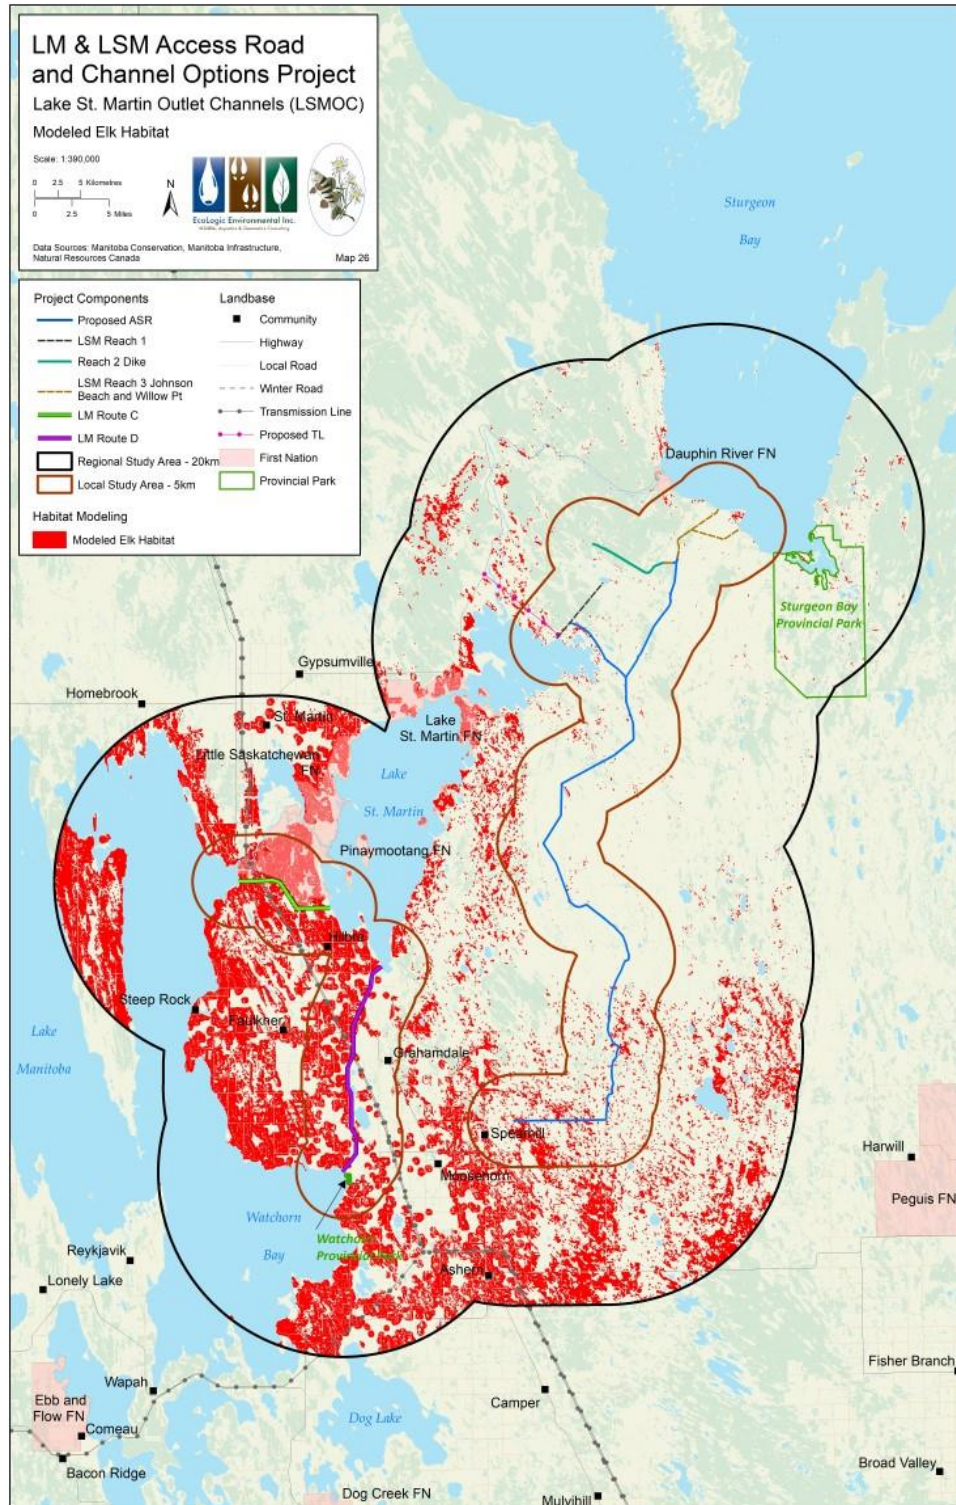 LM & LSM Access Road
and Channel Options Project
Lake St. Martin Outlet Channels (LSMOC)
Modeled Elk Habitat
Scale: 1:390,000
0 2.5 5 Kilometres
0 2.5 5 Miles
N
EcoLogic Environmental Inc.
Data Sources: Manitoba Conservation, Manitoba Infrastructure,
Natural Resources Canada
Map 26
Project Components
Proposed ASR
LSM Reach 1
Reach 2 Dike
LSM Reach 3 Johnson
Beach and Willow Pt
LM Route C
LM Route D
Regional Study Area - 20km
Local Study Area - 5km
Habitat Modeling
Modeled Elk Habitat
Landbase
Community
Highway
Local Road
Winter Road
Transmission Line
Proposed TL
First Nation
Provincial Park
Sturgeon
Bay
Dauphin River FN
Sturgeon Bay
Provincial Park
Gypsumville
Homebrook
St. Martin
Lake
St. Martin FN
Little Saskatchewan
FN
Lake
St. Martin
Pinaymootang FN
Hilbre
Steep Rock
Faulkner
Lake
Manitoba
Grahamdale
Spearhill
Harwill
Moosehorn
Peguis FN
Watchorn
Bay
Watchorn
Provincial Park
Reykjavik
Ashern
Lonely Lake
Fisher Branch
Wapah
Camper
Ebb and
Flow FN
Dog Lake
Comeau
Bacon Ridge
Broad Valley
Dog Creek FN
Mulvihill